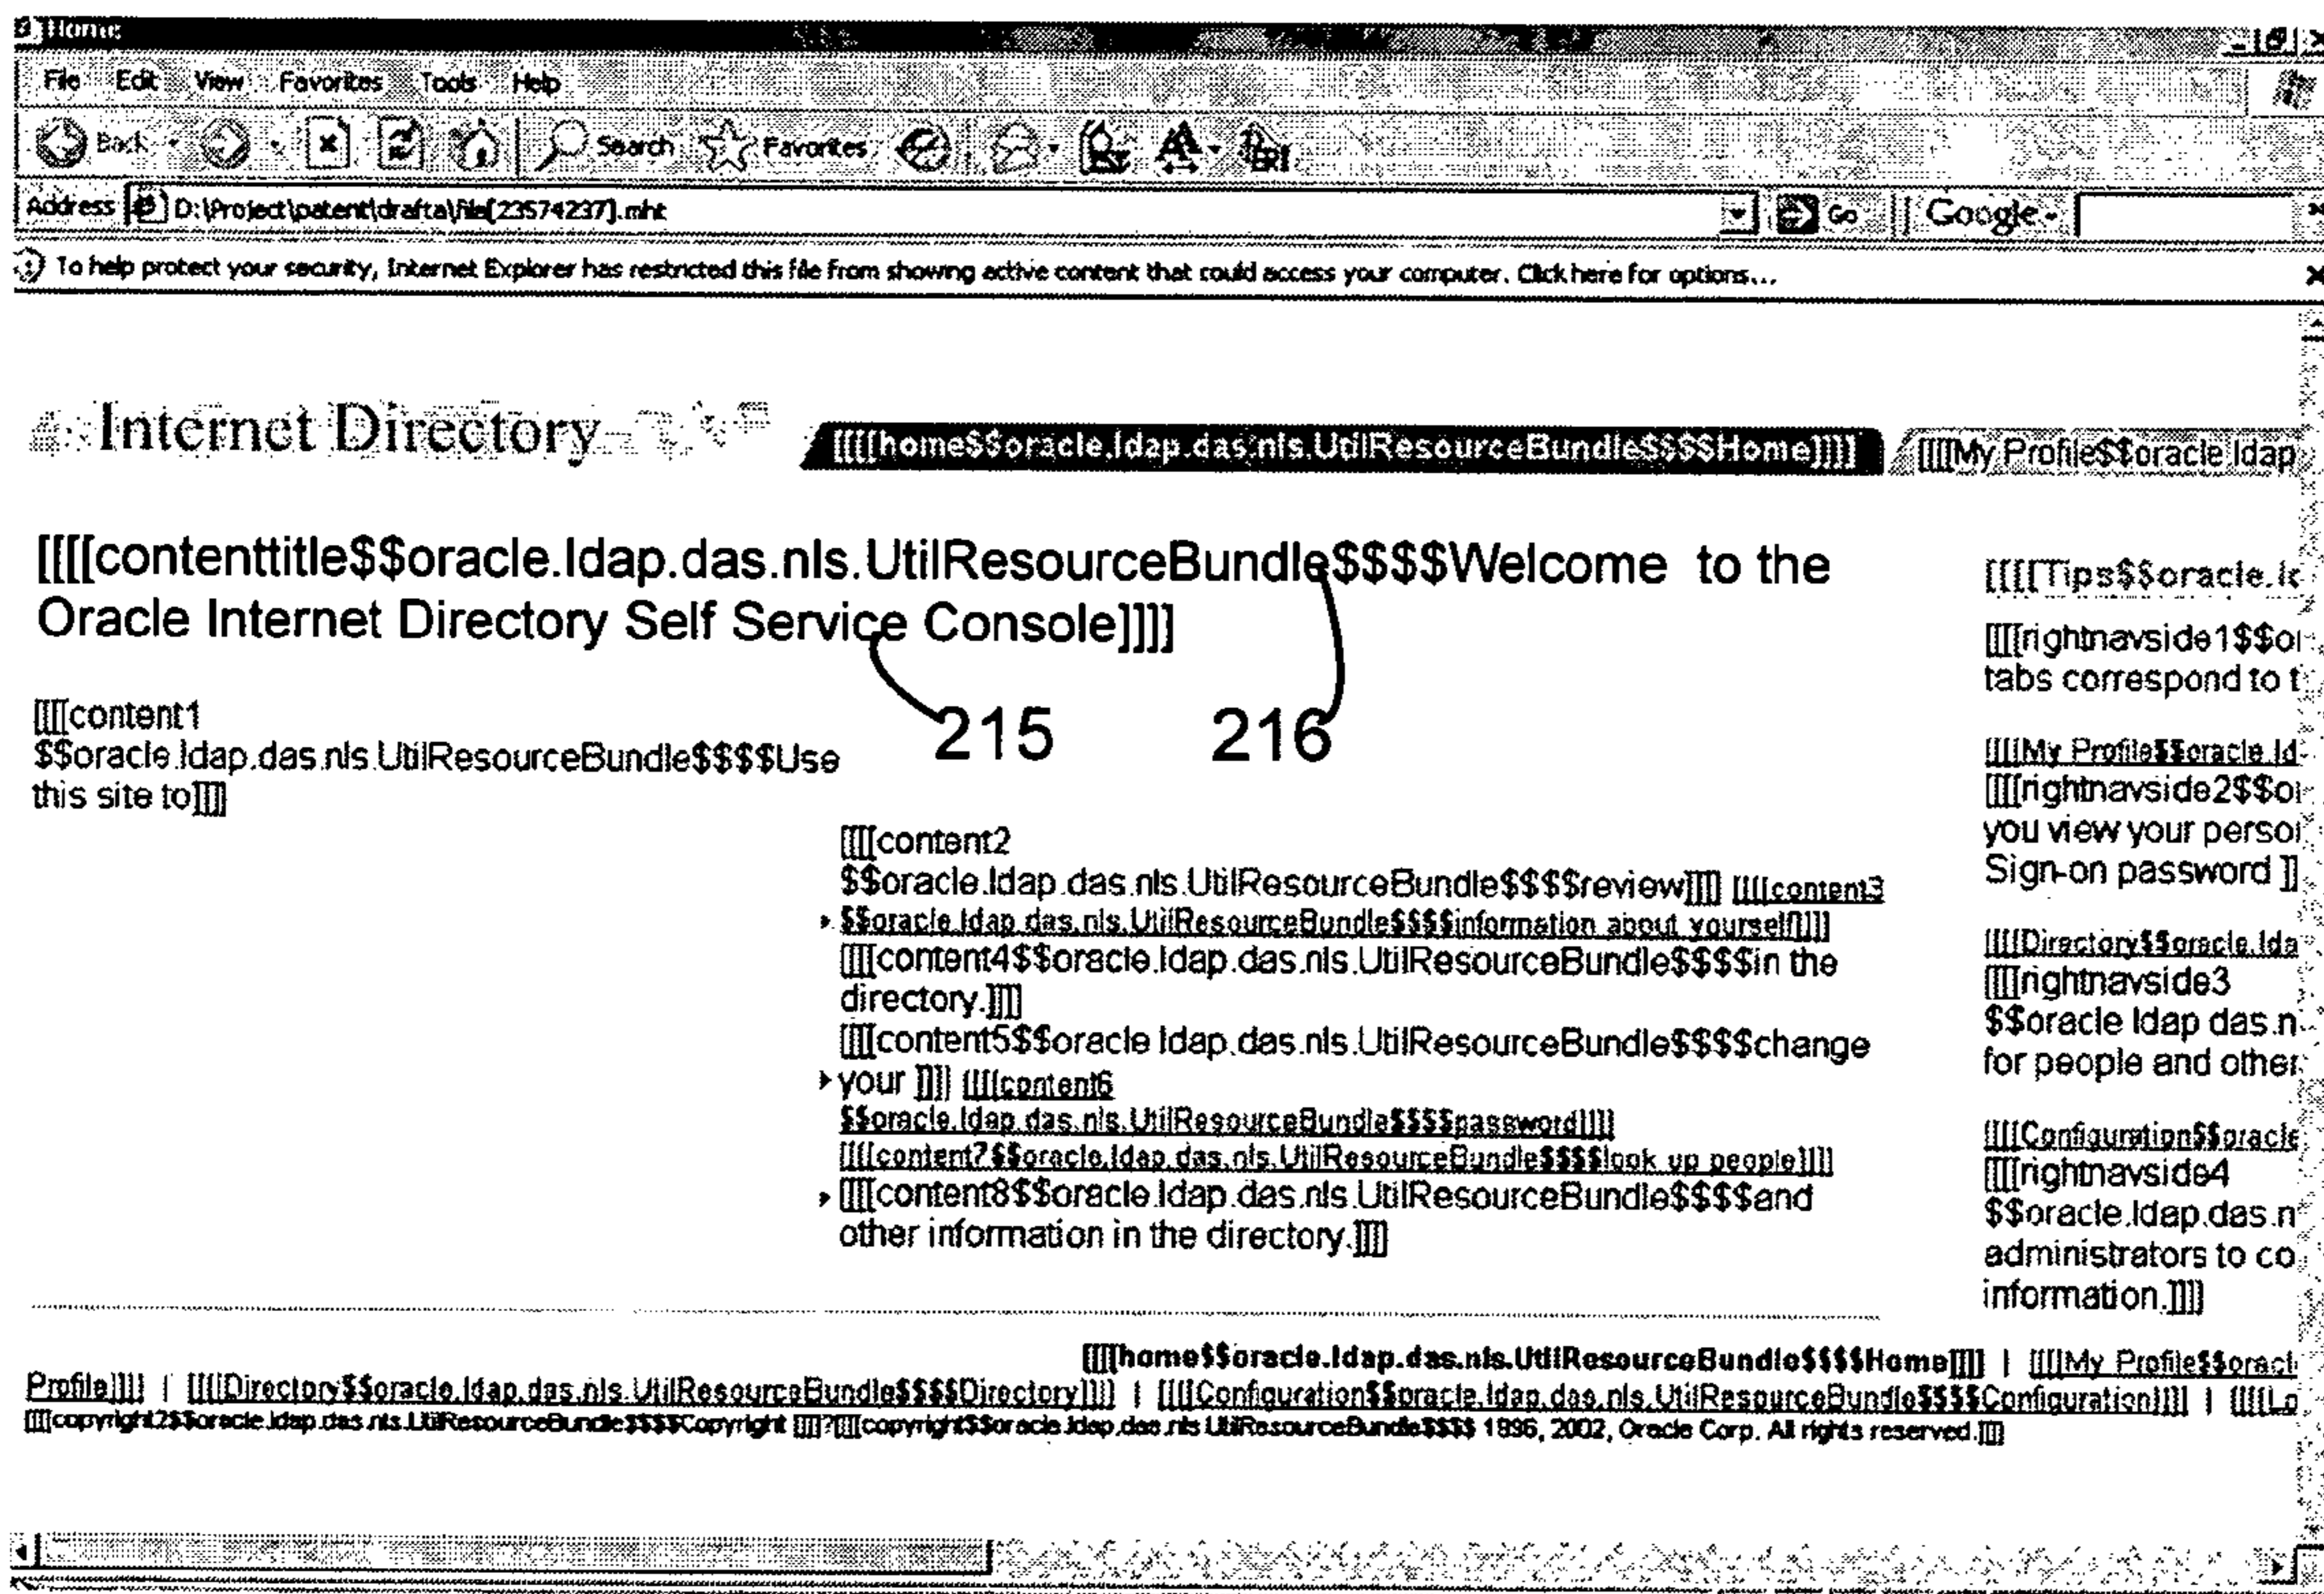 Home
File Edit View Favorites Tools Help
Back Search Favorites
Address D:\Project\patent\drafta\file[23574237].mht Go Google
To help protect your security, Internet Explorer has restricted this file from showing active content that could access your computer. Click here for options...
Internet Directory
[[[[home$$oracle.ldap.das.nls.UtilResourceBundle$$$$Home]]]] [[[[My Profile$$oracle.ldap
[[[[contenttitle$$oracle.ldap.das.nls.UtilResourceBundle$$$$Welcome to the
Oracle Internet Directory Self Service Console]]]]
215 216
[[[[content1
$$oracle.ldap.das.nls.UtilResourceBundle$$$$Use
this site to]]]]
[[[[content2
$$oracle.ldap.das.nls.UtilResourceBundle$$$$review]]]] [[[[content3
$$oracle.ldap.das.nls.UtilResourceBundle$$$$information about yourself]]]]
[[[[content4$$oracle.ldap.das.nls.UtilResourceBundle$$$$in the
directory.]]]]
[[[[content5$$oracle.ldap.das.nls.UtilResourceBundle$$$$change
your ]]]] [[[[content6
$$oracle.ldap.das.nls.UtilResourceBundle$$$$password]]]]
[[[[content7$$oracle.ldap.das.nls.UtilResourceBundle$$$$look up people]]]]
[[[[content8$$oracle.ldap.das.nls.UtilResourceBundle$$$$and
other information in the directory.]]]]
[[[[Tips$$oracle.lc
[[[[rightnavside1$$or
tabs correspond to t
[[[[My Profile$$oracle.ld
[[[[rightnavside2$$or
you view your person
Sign-on password ]]
[[[[Directory$$oracle.lda
[[[[rightnavside3
$$oracle.ldap.das.n
for people and other
[[[[Configuration$$oracle
[[[[rightnavside4
$$oracle.ldap.das.n
administrators to co
information.]]]]
[[[[home$$oracle.ldap.das.nls.UtilResourceBundle$$$$Home]]]] | [[[[My Profile$$oracl
Profile]]]] | [[[[Directory$$oracle.ldap.das.nls.UtilResourceBundle$$$$Directory]]]] | [[[[Configuration$$oracle.ldap.das.nls.UtilResourceBundle$$$$Configuration]]]] | [[[[Lo
[[[[copyright2$$oracle.ldap.das.nls.UtilResourceBundle$$$$Copyright ]]]]?[[[[copyright$$oracle.ldap.das.nls.UtilResourceBundle$$$$ 1996, 2002, Oracle Corp. All rights reserved.]]]]